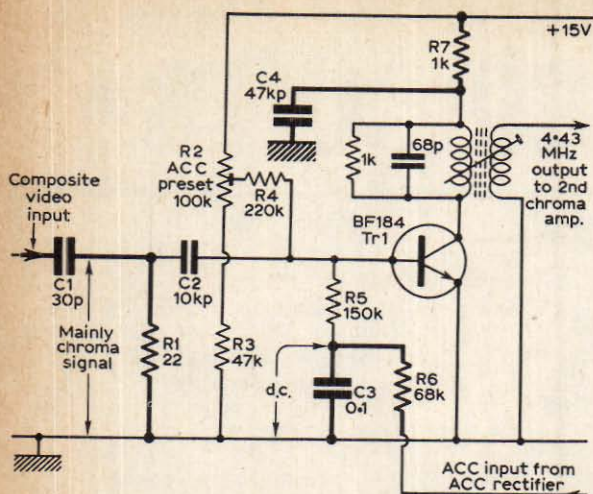 +15V
R7
1k
C4
47kp
R2
ACC
preset
100k
R4
220k
1k
68p
4·43
MHz
output
to 2nd
chroma
amp.
Composite
video
input
BF184
Tr1
C1
30p
C2
10kp
Mainly
chroma
signal
R1
22
R3
47k
R5
150k
d.c.
C3
0·1
R6
68k
ACC input from
ACC rectifier